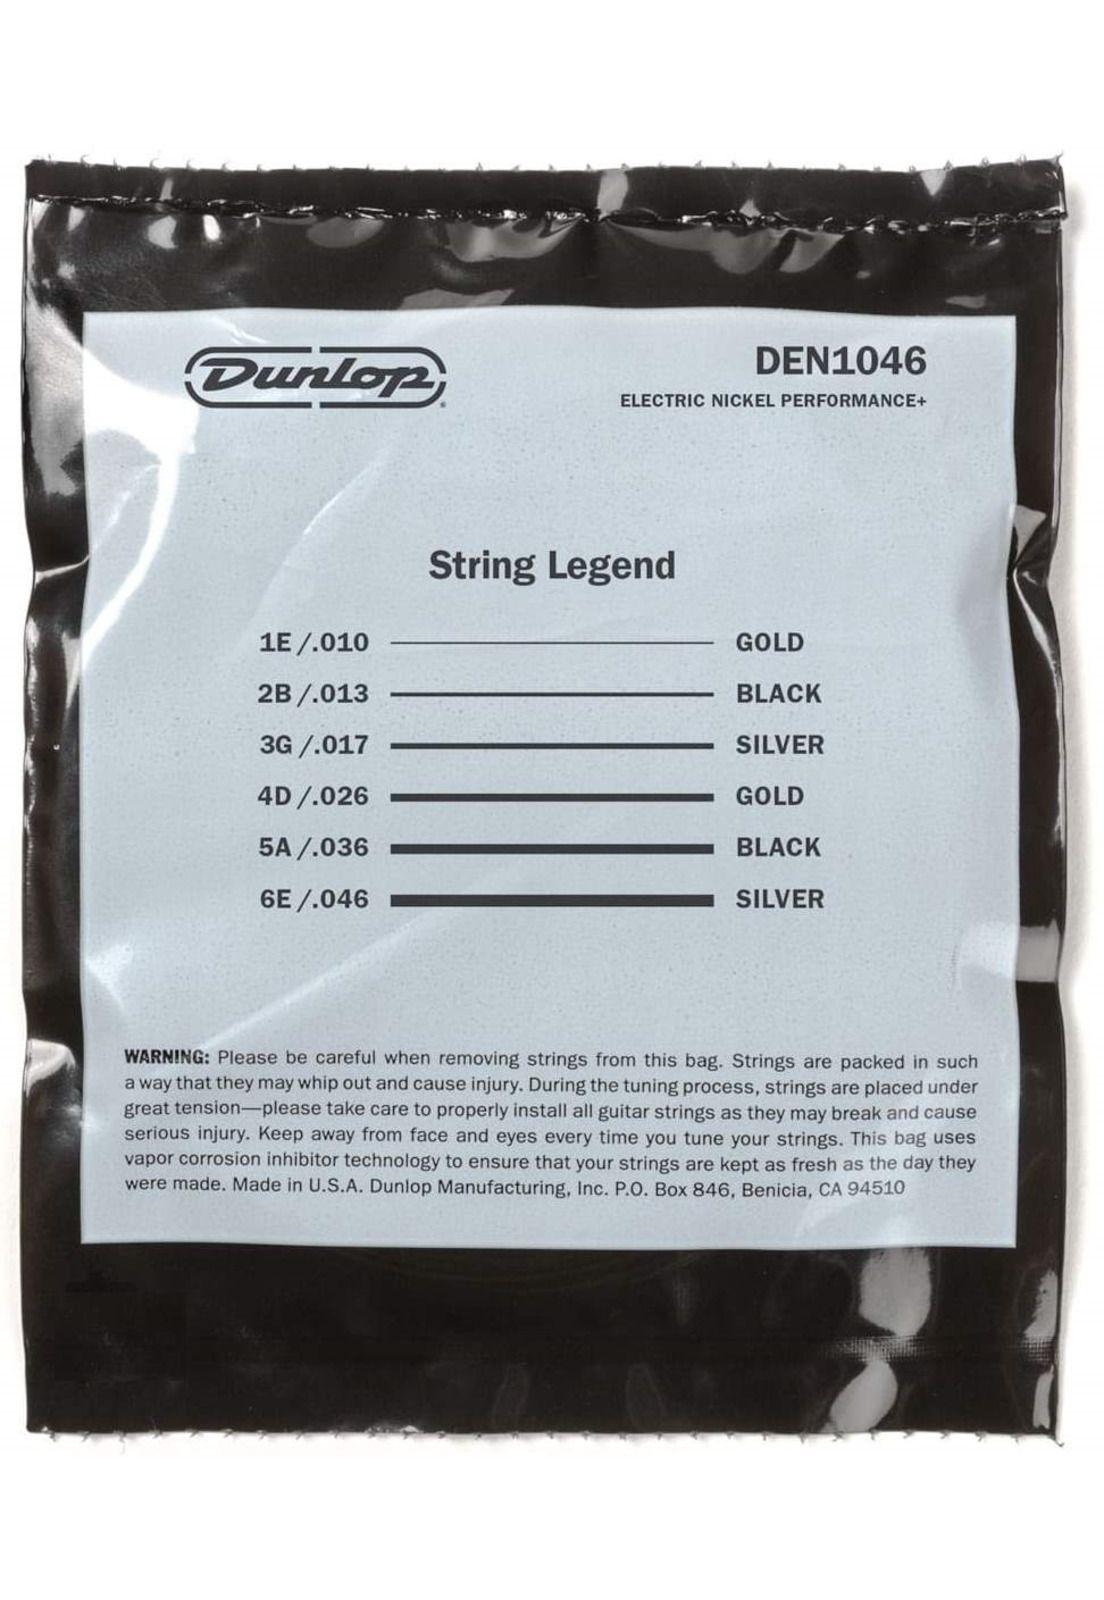 Dunlop®
DEN1046
ELECTRIC NICKEL PERFORMANCE+
String Legend
1E /.010 GOLD
2B /.013 BLACK
3G /.017 SILVER
4D /.026 GOLD
5A /.036 BLACK
6E /.046 SILVER
WARNING: Please be careful when removing strings from this bag. Strings are packed in such
a way that they may whip out and cause injury. During the tuning process, strings are placed under
great tension—please take care to properly install all guitar strings as they may break and cause
serious injury. Keep away from face and eyes every time you tune your strings. This bag uses
vapor corrosion inhibitor technology to ensure that your strings are kept as fresh as the day they
were made. Made in U.S.A. Dunlop Manufacturing, Inc. P.O. Box 846, Benicia, CA 94510